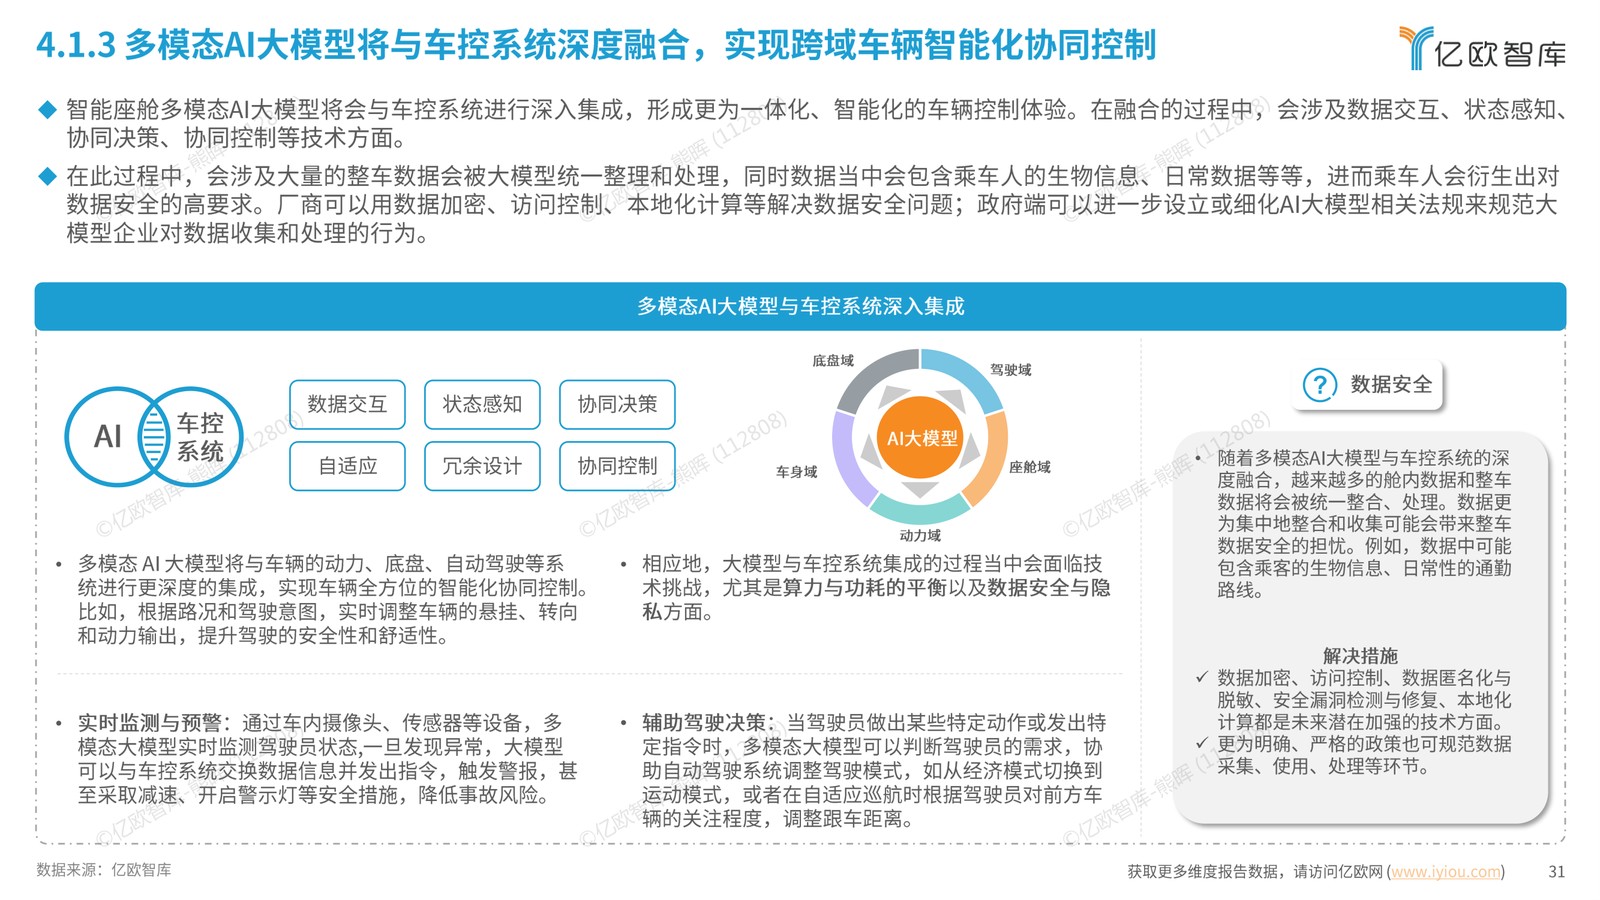 4.1.3 多模态AI大模型将与车控系统深度融合，实现跨域车辆智能化协同控制
亿欧智库
◆ 智能座舱多模态AI大模型将会与车控系统进行深入集成，形成更为一体化、智能化的车辆控制体验。在融合的过程中，会涉及数据交互、状态感知、
协同决策、协同控制等技术方面。
◆ 在此过程中，会涉及大量的整车数据会被大模型统一整理和处理，同时数据当中会包含乘车人的生物信息、日常数据等等，进而乘车人会衍生出对
数据安全的高要求。厂商可以用数据加密、访问控制、本地化计算等解决数据安全问题；政府端可以进一步设立或细化AI大模型相关法规来规范大
模型企业对数据收集和处理的行为。
多模态AI大模型与车控系统深入集成
AI
车控
系统
数据交互
状态感知
协同决策
自适应
冗余设计
协同控制
底盘域
驾驶域
AI大模型
车身域
座舱域
动力域
• 多模态 AI 大模型将与车辆的动力、底盘、自动驾驶等系
统进行更深度的集成，实现车辆全方位的智能化协同控制。
比如，根据路况和驾驶意图，实时调整车辆的悬挂、转向
和动力输出，提升驾驶的安全性和舒适性。
• 相应地，大模型与车控系统集成的过程当中会面临技
术挑战，尤其是算力与功耗的平衡以及数据安全与隐
私方面。
• 实时监测与预警：通过车内摄像头、传感器等设备，多
模态大模型实时监测驾驶员状态,一旦发现异常，大模型
可以与车控系统交换数据信息并发出指令，触发警报，甚
至采取减速、开启警示灯等安全措施，降低事故风险。
• 辅助驾驶决策：当驾驶员做出某些特定动作或发出特
定指令时，多模态大模型可以判断驾驶员的需求，协
助自动驾驶系统调整驾驶模式，如从经济模式切换到
运动模式，或者在自适应巡航时根据驾驶员对前方车
辆的关注程度，调整跟车距离。
? 数据安全
• 随着多模态AI大模型与车控系统的深
度融合，越来越多的舱内数据和整车
数据将会被统一整合、处理。数据更
为集中地整合和收集可能会带来整车
数据安全的担忧。例如，数据中可能
包含乘客的生物信息、日常性的通勤
路线。
解决措施
✓ 数据加密、访问控制、数据匿名化与
脱敏、安全漏洞检测与修复、本地化
计算都是未来潜在加强的技术方面。
✓ 更为明确、严格的政策也可规范数据
采集、使用、处理等环节。
©亿欧智库-熊晖 (112808)
数据来源：亿欧智库
获取更多维度报告数据，请访问亿欧网 (www.iyiou.com)
31